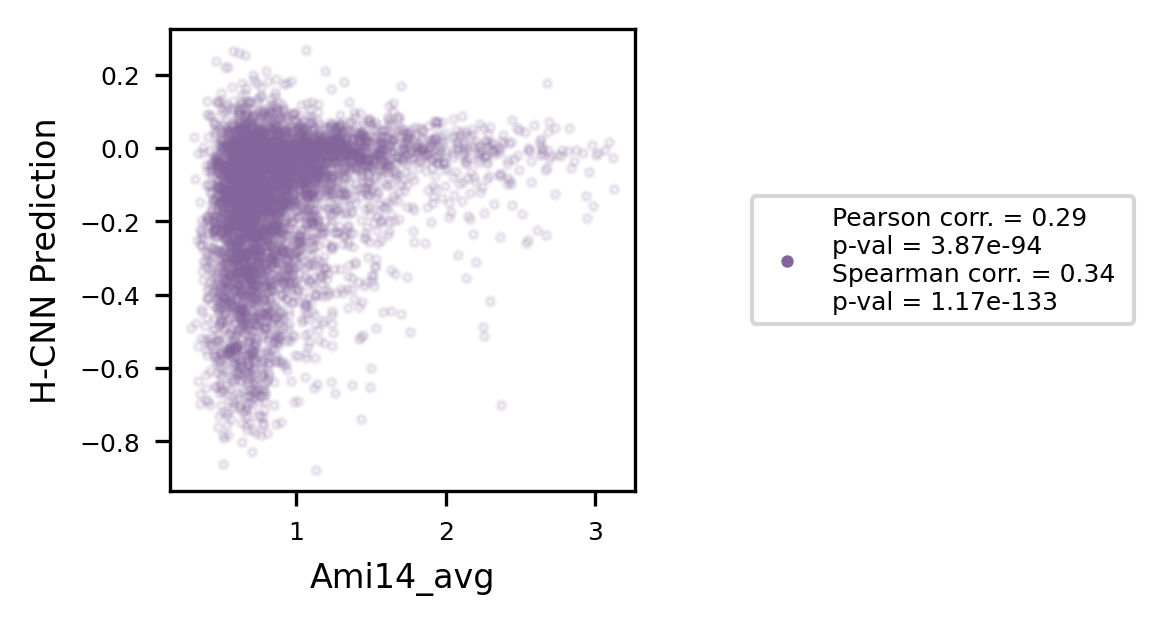 H-CNN Prediction
0.2
0.0
−0.2
−0.4
−0.6
−0.8
1 2 3
Ami14_avg
Pearson corr. = 0.29
p-val = 3.87e-94
Spearman corr. = 0.34
p-val = 1.17e-133